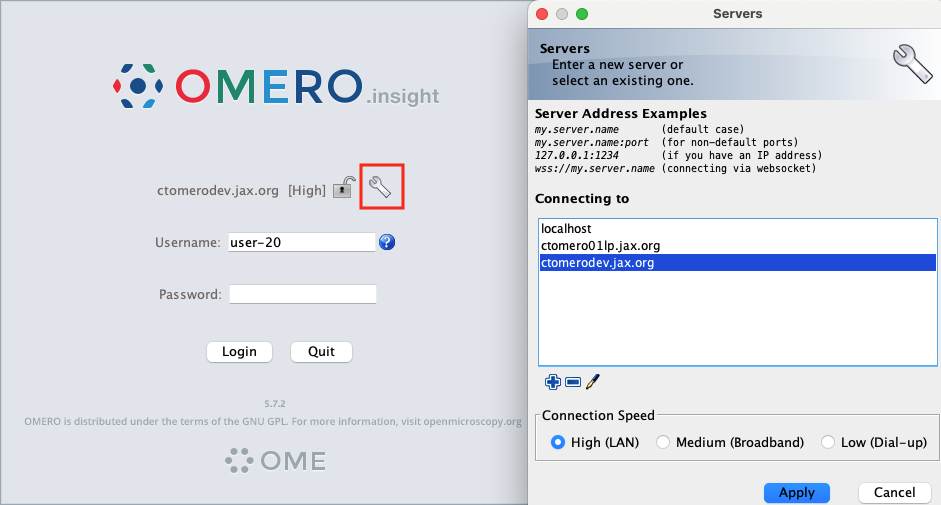 OMERO.insight
ctomerodev.jax.org [High]
Username: user-20
?
Password:
Login Quit
5.7.2
OMERO is distributed under the terms of the GNU GPL. For more information, visit openmicroscopy.org
OME
Servers
Servers
Enter a new server or
select an existing one.
Server Address Examples
my.server.name (default case)
my.server.name:port (for non-default ports)
127.0.0.1:1234 (if you have an IP address)
wss://my.server.name (connecting via websocket)
Connecting to
localhost
ctomero01lp.jax.org
ctomerodev.jax.org
Connection Speed
High (LAN) Medium (Broadband) Low (Dial-up)
Apply Cancel